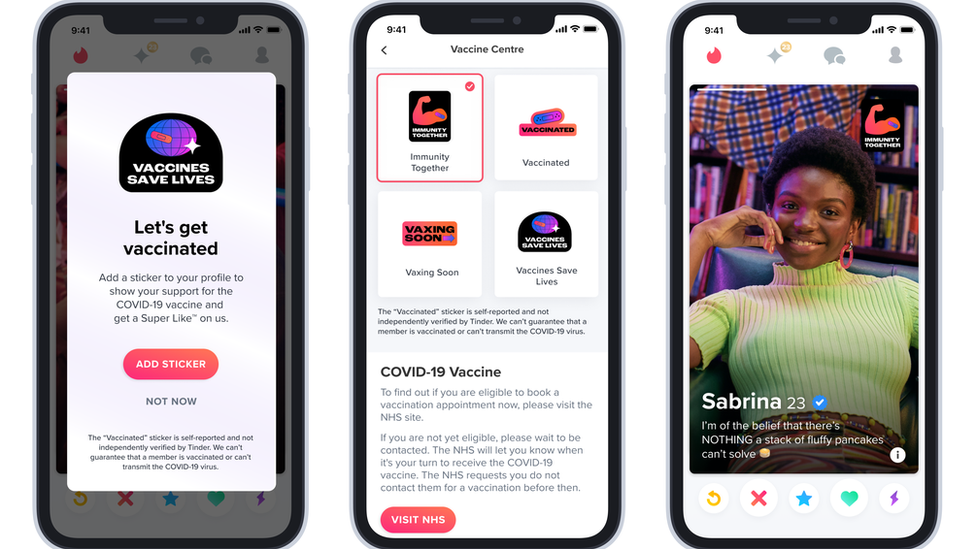 9:41
23
VACCINES
SAVE LIVES
Let's get
vaccinated
Add a sticker to your profile to
show your support for the
COVID-19 vaccine and
get a Super Like™ on us.
ADD STICKER
NOT NOW
The "Vaccinated" sticker is self-reported and not
independently verified by Tinder. We can't
guarantee that a member is vaccinated or can't
transmit the COVID-19 virus.
9:41
Vaccine Centre
IMMUNITY
TOGETHER
Immunity
Together
VACCINATED
Vaccinated
VAXING
SOON
Vaxing Soon
VACCINES
SAVE LIVES
Vaccines Save
Lives
The "Vaccinated" sticker is self-reported and not
independently verified by Tinder. We can't guarantee that a
member is vaccinated or can't transmit the COVID-19 virus.
COVID-19 Vaccine
To find out if you are eligible to book a
vaccination appointment now, please visit the
NHS site.
If you are not yet eligible, please wait to be
contacted. The NHS will let you know when
it's your turn to receive the COVID-19
vaccine. The NHS requests you do not
contact them for a vaccination before then.
VISIT NHS
9:41
23
IMMUNITY
TOGETHER
Sabrina 23
I'm of the belief that there's
NOTHING a stack of fluffy pancakes
can't solve 🥞